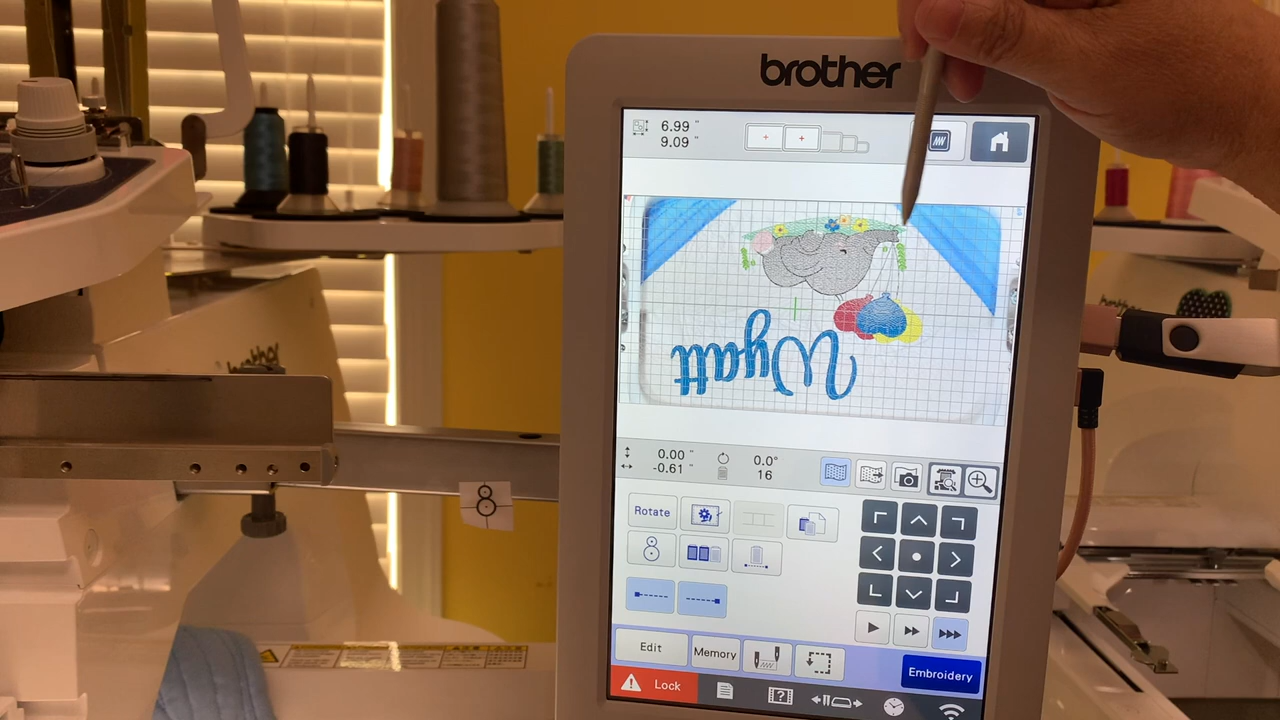 brother
6.99 "
9.09 "
Wyatt
0.00 "
-0.61 "
0.0°
16
Rotate
8
Edit
Memory
Embroidery
Lock